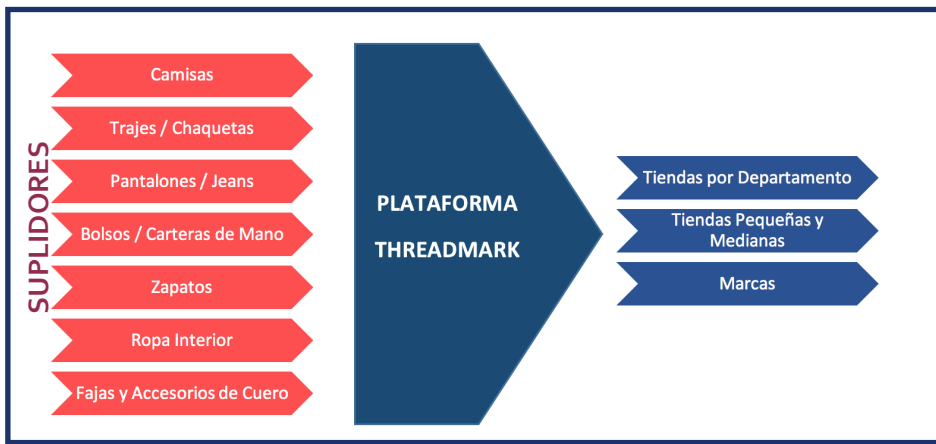 SUPLIDORES
Camisas
Trajes / Chaquetas
Pantalones / Jeans
Bolsos / Carteras de Mano
Zapatos
Ropa Interior
Fajas y Accesorios de Cuero
PLATAFORMA
THREADMARK
Tiendas por Departamento
Tiendas Pequeñas y
Medianas
Marcas